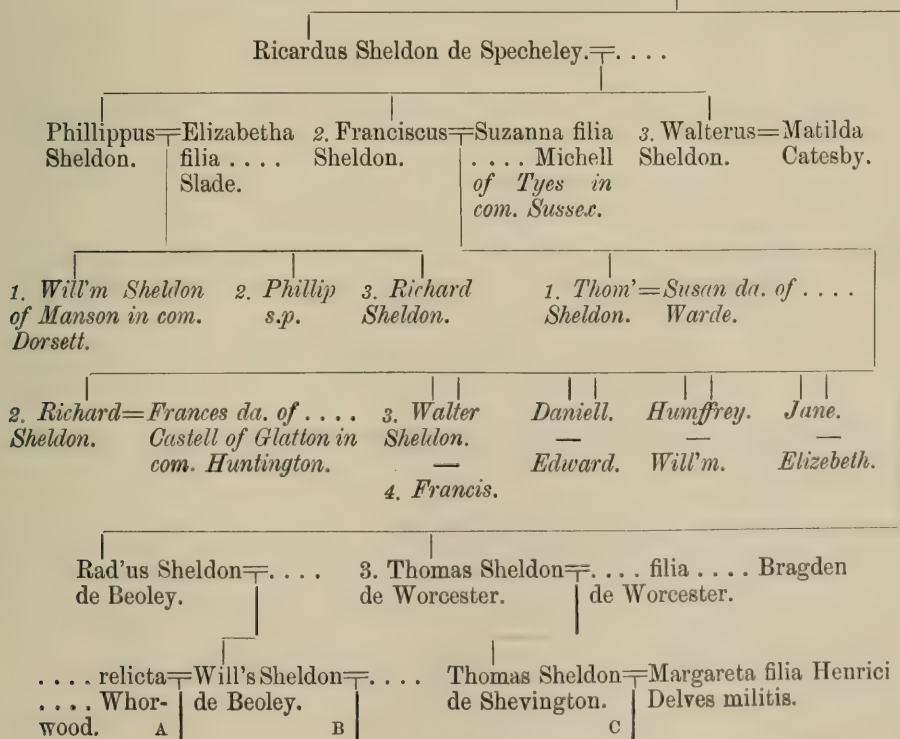 Ricardus Sheldon de Specheley. . . . .
Phillippus Elizabetha 2. Franciscus Suzanna filia 3. Walterus=Matilda
Sheldon. filia . . . . Sheldon. . . . . Michell Sheldon. Catesby.
Slade. of Tyes in
com. Sussex.
1. Will'm Sheldon 2. Phillip 3. Richard 1. Thom'=Susan da. of . . . .
of Manson in com. s.p. Sheldon. Sheldon. Warde.
Dorsett.
2. Richard=Frances da. of . . . . 3. Walter Daniell. Humffrey. Jane.
Sheldon. Castell of Glatton in Sheldon. — — —
com. Huntington. — Edward. Will'm. Elizebeth.
4. Francis.
Rad'us Sheldon . . . . 3. Thomas Sheldon . . . . filia . . . . Bragden
de Beoley. de Worcester. de Worcester.
. . . . relicta Will's Sheldon . . . . Thomas Sheldon Margareta filia Henrici
. . . . Whor- de Beoley. de Shevington. Delves militis.
wood. A B C